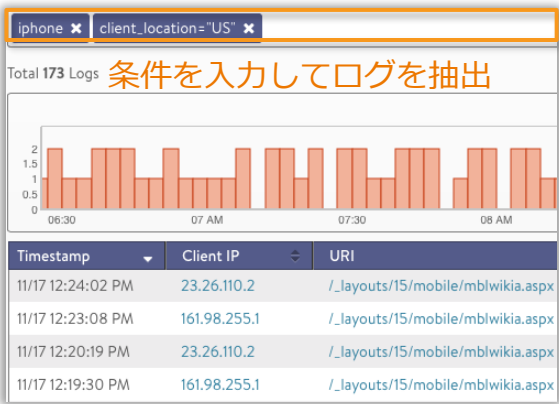 iphone ✖ client_location="US" ✖
Total 173 Logs 条件を入力してログを抽出
2
1.5
1
0.5
0
06:30 07 AM 07:30 08 AM
Timestamp Client IP URI
11/17 12:24:02 PM 23.26.110.2 /_layouts/15/mobile/mblwikia.aspx
11/17 12:23:08 PM 161.98.255.1 /_layouts/15/mobile/mblwikia.aspx
11/17 12:20:19 PM 23.26.110.2 /_layouts/15/mobile/mblwikia.aspx
11/17 12:19:30 PM 161.98.255.1 /_layouts/15/mobile/mblwikia.aspx